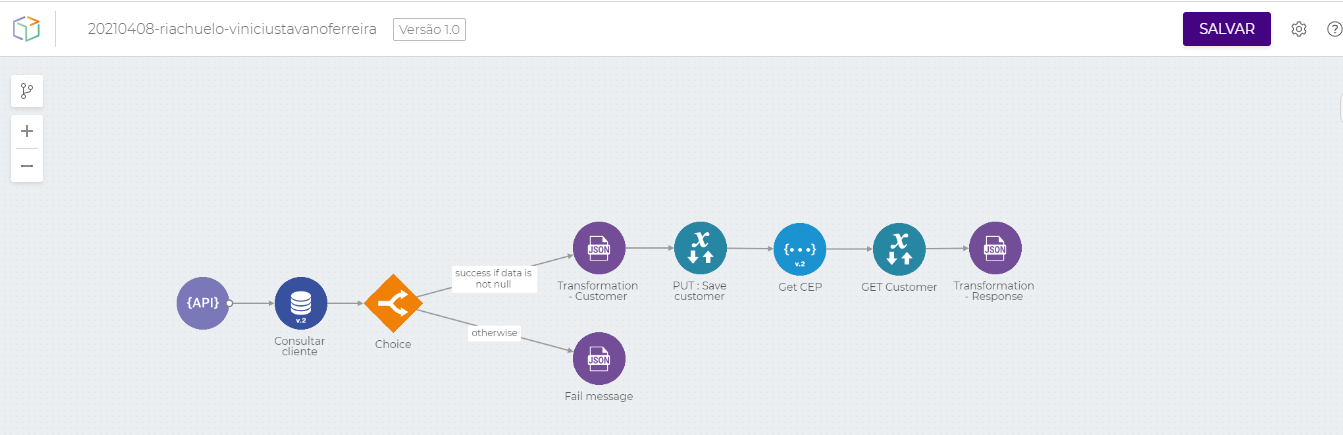 20210408-riachuelo-viniciustavanoferreira
Versão 1.0
SALVAR
?
{API}
v.2
Consultar
cliente
Choice
success if data is
not null
otherwise
JSON
Transformation
- Customer
x
PUT : Save
customer
{...}
v.2
Get CEP
x
GET Customer
JSON
Transformation
- Response
JSON
Fail message